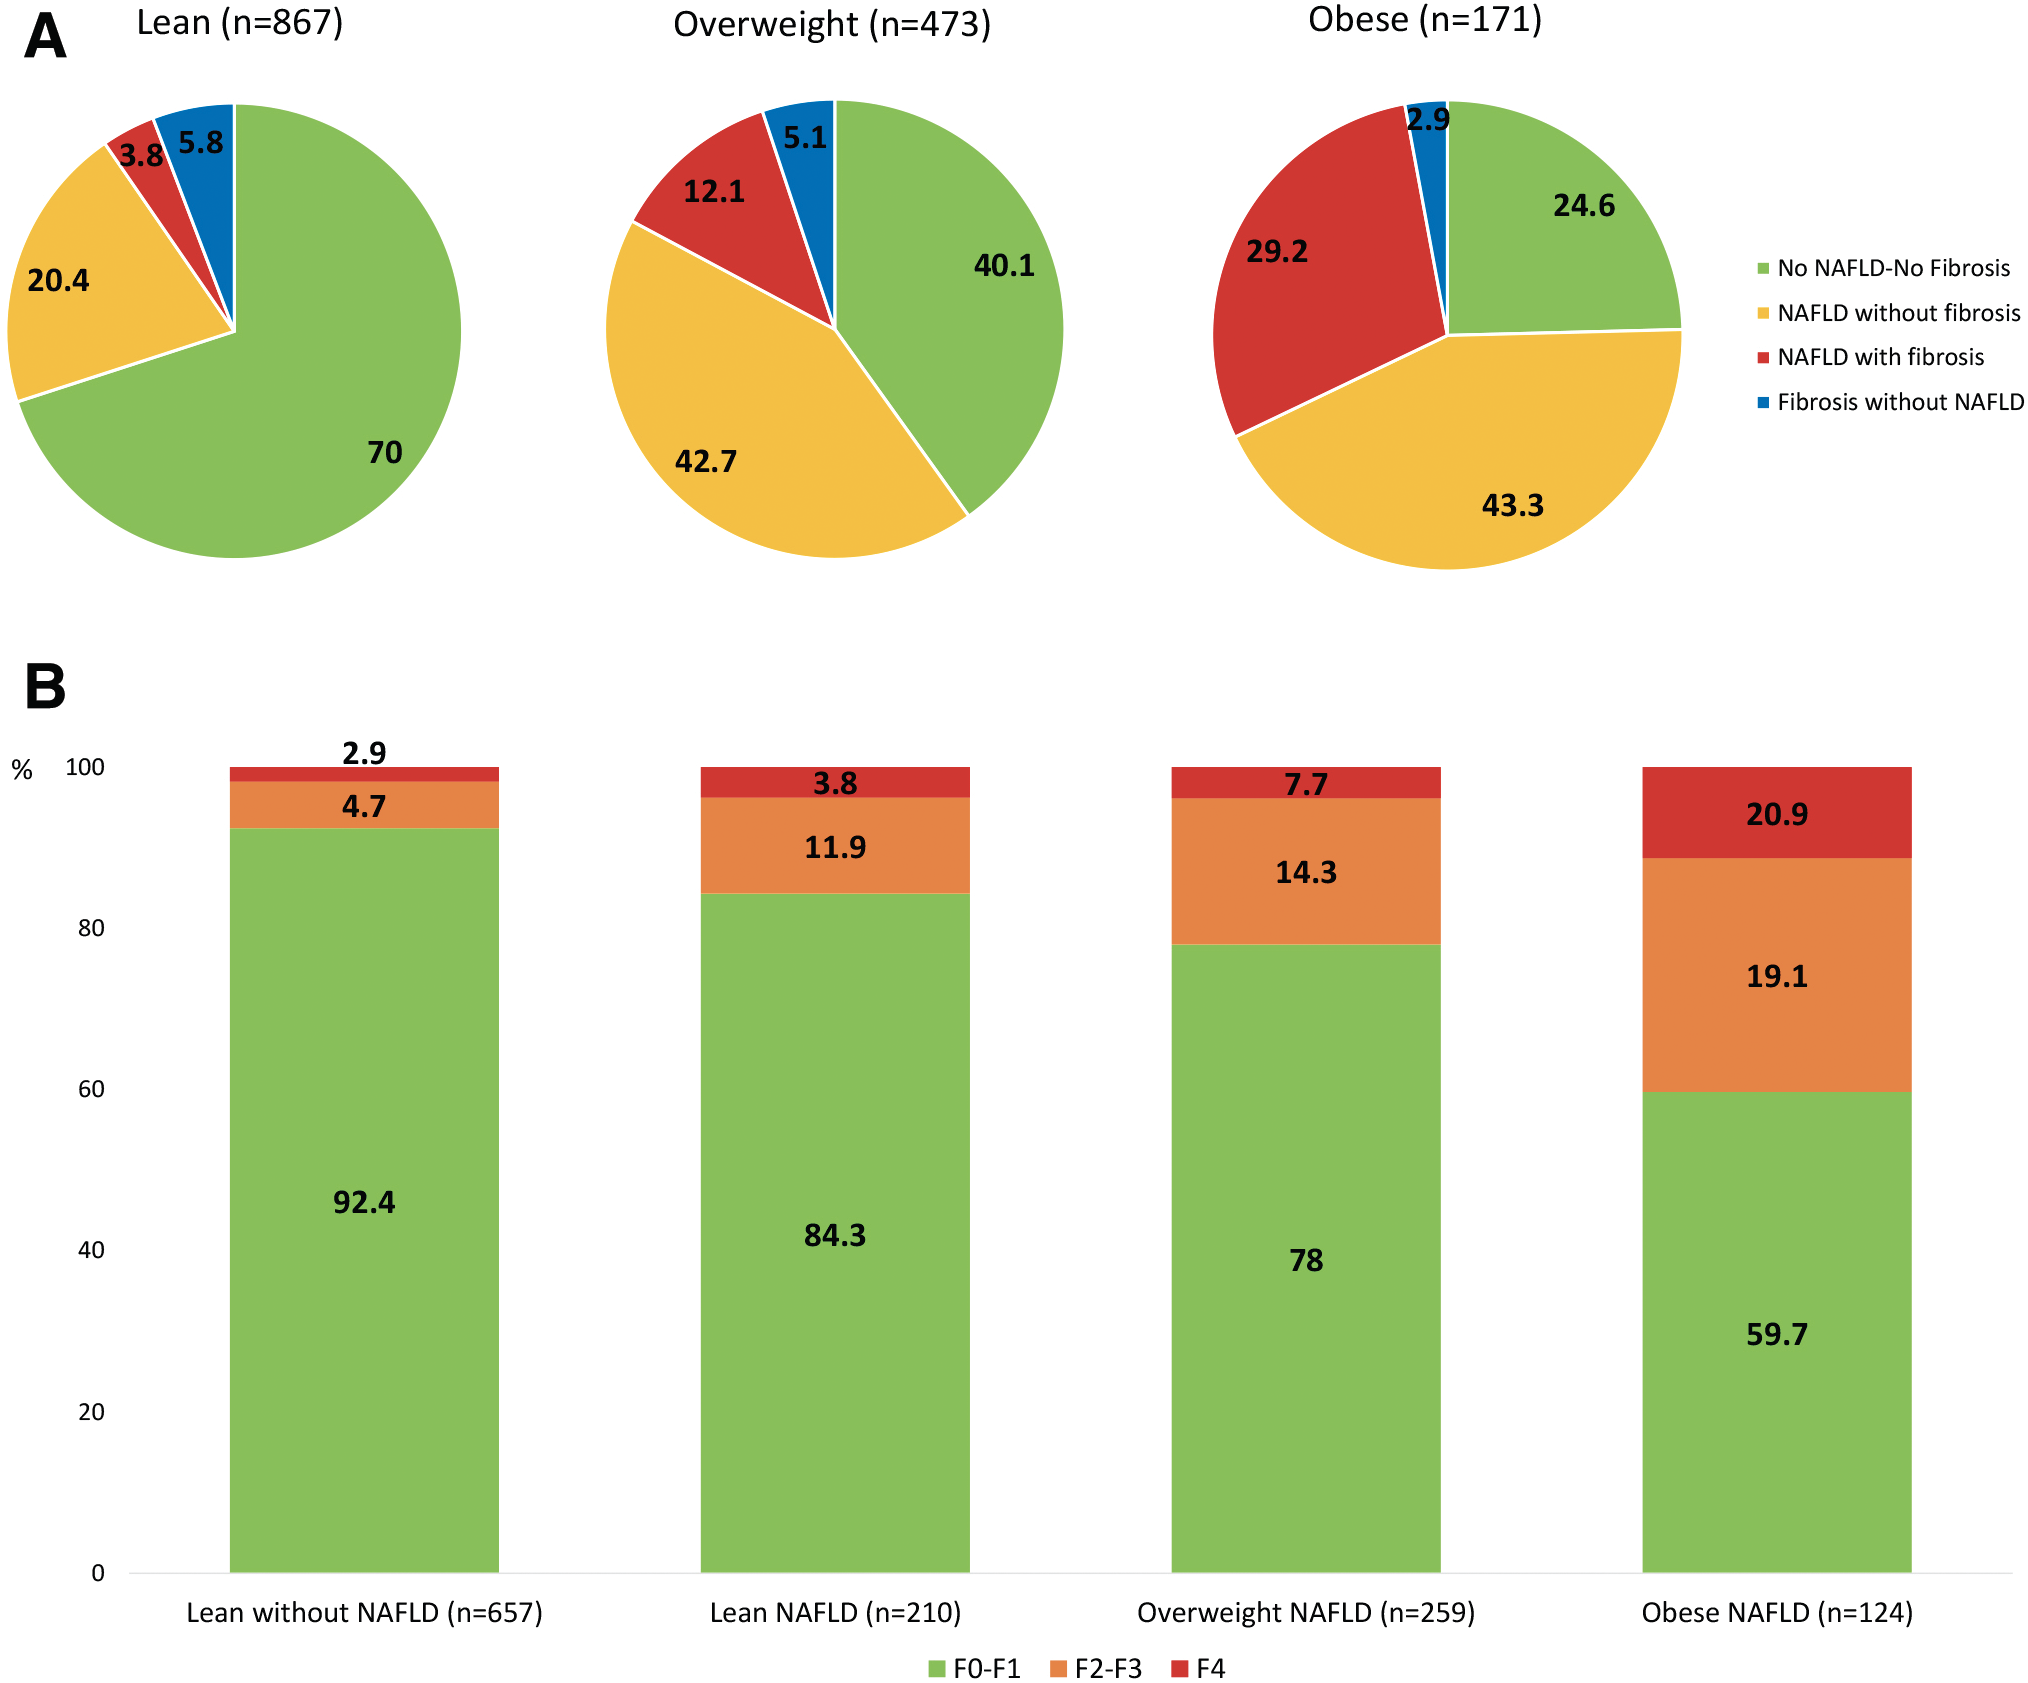 A
Lean (n=867)
Overweight (n=473)
Obese (n=171)
5.8
3.8
20.4
70
5.1
12.1
40.1
42.7
2.9
24.6
29.2
43.3
No NAFLD-No Fibrosis
NAFLD without fibrosis
NAFLD with fibrosis
Fibrosis without NAFLD
B
%
100
80
60
40
20
0
2.9
4.7
92.4
3.8
11.9
84.3
7.7
14.3
78
20.9
19.1
59.7
Lean without NAFLD (n=657)
Lean NAFLD (n=210)
Overweight NAFLD (n=259)
Obese NAFLD (n=124)
F0-F1
F2-F3
F4